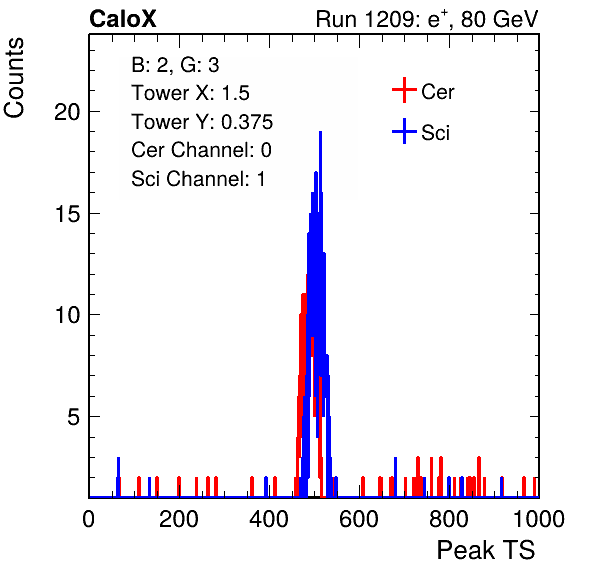 CaloX Run 1209: e⁺, 80 GeV
Counts
B: 2, G: 3
Tower X: 1.5
Tower Y: 0.375
Cer Channel: 0
Sci Channel: 1
Cer
Sci
20
15
10
5
0 200 400 600 800 1000
Peak TS